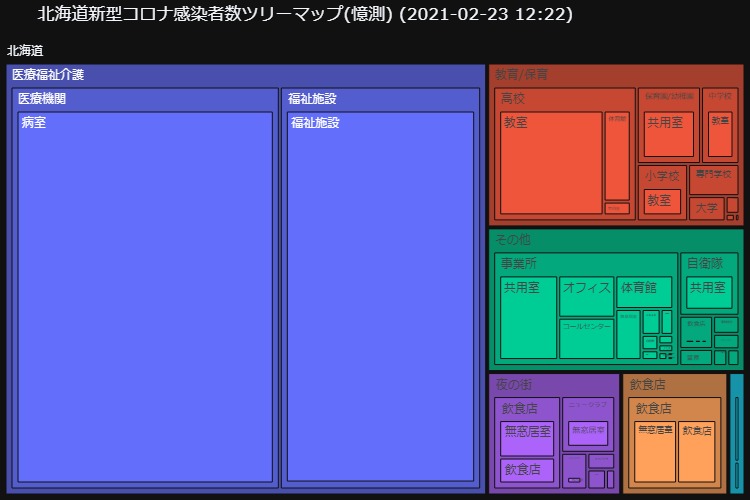 北海道新型コロナ感染者数ツリーマップ(憶測) (2021-02-23 12:22)
北海道
医療福祉介護
医療機関
病室
福祉施設
福祉施設
教育/保育
高校
教室
体育館
保育園/幼稚園
共用室
中学校
教室
小学校
教室
専門学校
大学
その他
事業所
共用室
オフィス
体育館
コールセンター
自衛隊
共用室
夜の街
飲食店
無窓居室
飲食店
ニュークラブ
無窓居室
飲食店
飲食店
無窓居室
飲食店